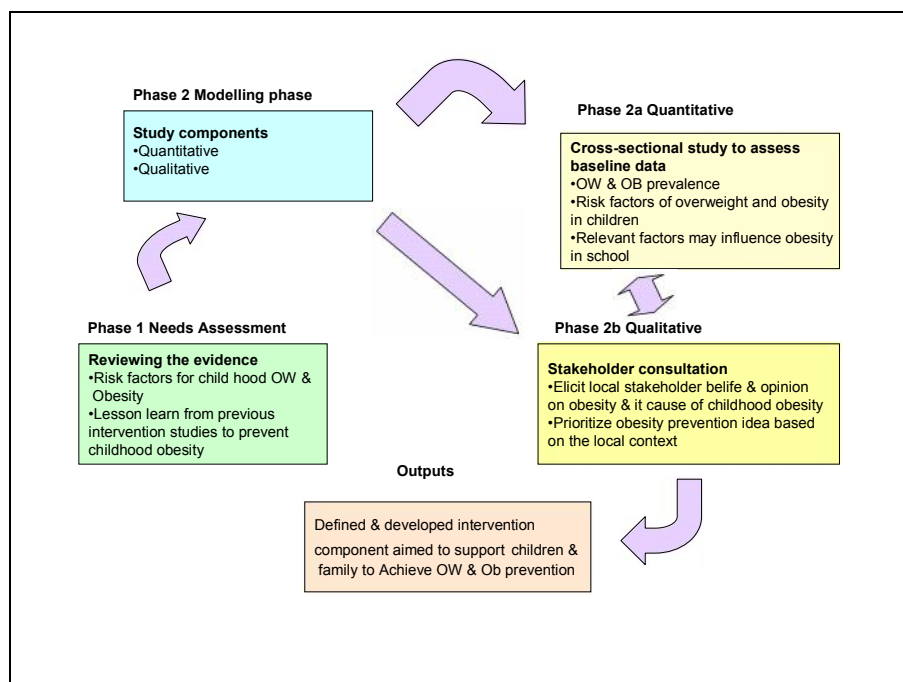 Phase 2 Modelling phase
Study components
•Quantitative
•Qualitative
Phase 2a Quantitative
Cross-sectional study to assess
baseline data
•OW & OB prevalence
•Risk factors of overweight and obesity
in children
•Relevant factors may influence obesity
in school
Phase 1 Needs Assessment
Reviewing the evidence
•Risk factors for child hood OW &
Obesity
•Lesson learn from previous
intervention studies to prevent
childhood obesity
Phase 2b Qualitative
Stakeholder consultation
•Elicit local stakeholder belife & opinion
on obesity & it cause of childhood obesity
•Prioritize obesity prevention idea based
on the local context
Outputs
Defined & developed intervention
component aimed to support children &
family to Achieve OW & Ob prevention